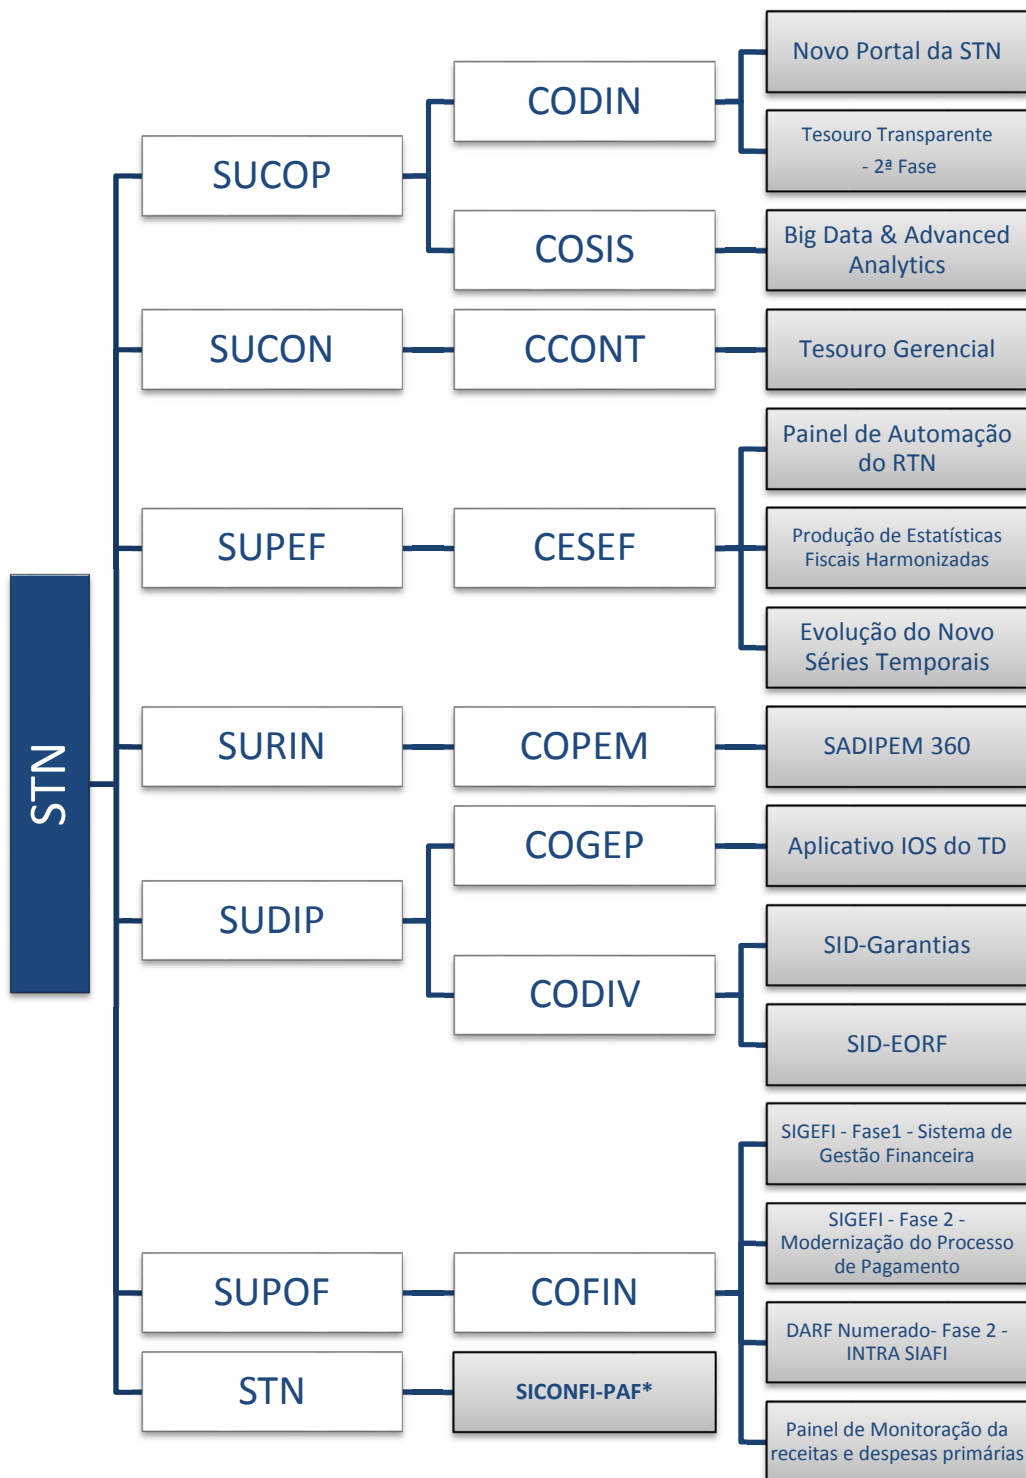 STN
SUCOP
CODIN
Novo Portal da STN
Tesouro Transparente
- 2ª Fase
COSIS
Big Data & Advanced
Analytics
SUCON
CCONT
Tesouro Gerencial
SUPEF
CESEF
Painel de Automação
do RTN
Produção de Estatísticas
Fiscais Harmonizadas
Evolução do Novo
Séries Temporais
SURIN
COPEM
SADIPEM 360
SUDIP
COGEP
Aplicativo IOS do TD
CODIV
SID-Garantias
SID-EORF
SUPOF
COFIN
SIGEFI - Fase1 - Sistema de
Gestão Financeira
SIGEFI - Fase 2 -
Modernização do Processo
de Pagamento
DARF Numerado- Fase 2 -
INTRA SIAFI
Painel de Monitoração da
receitas e despesas primárias
STN
SICONFI-PAF*